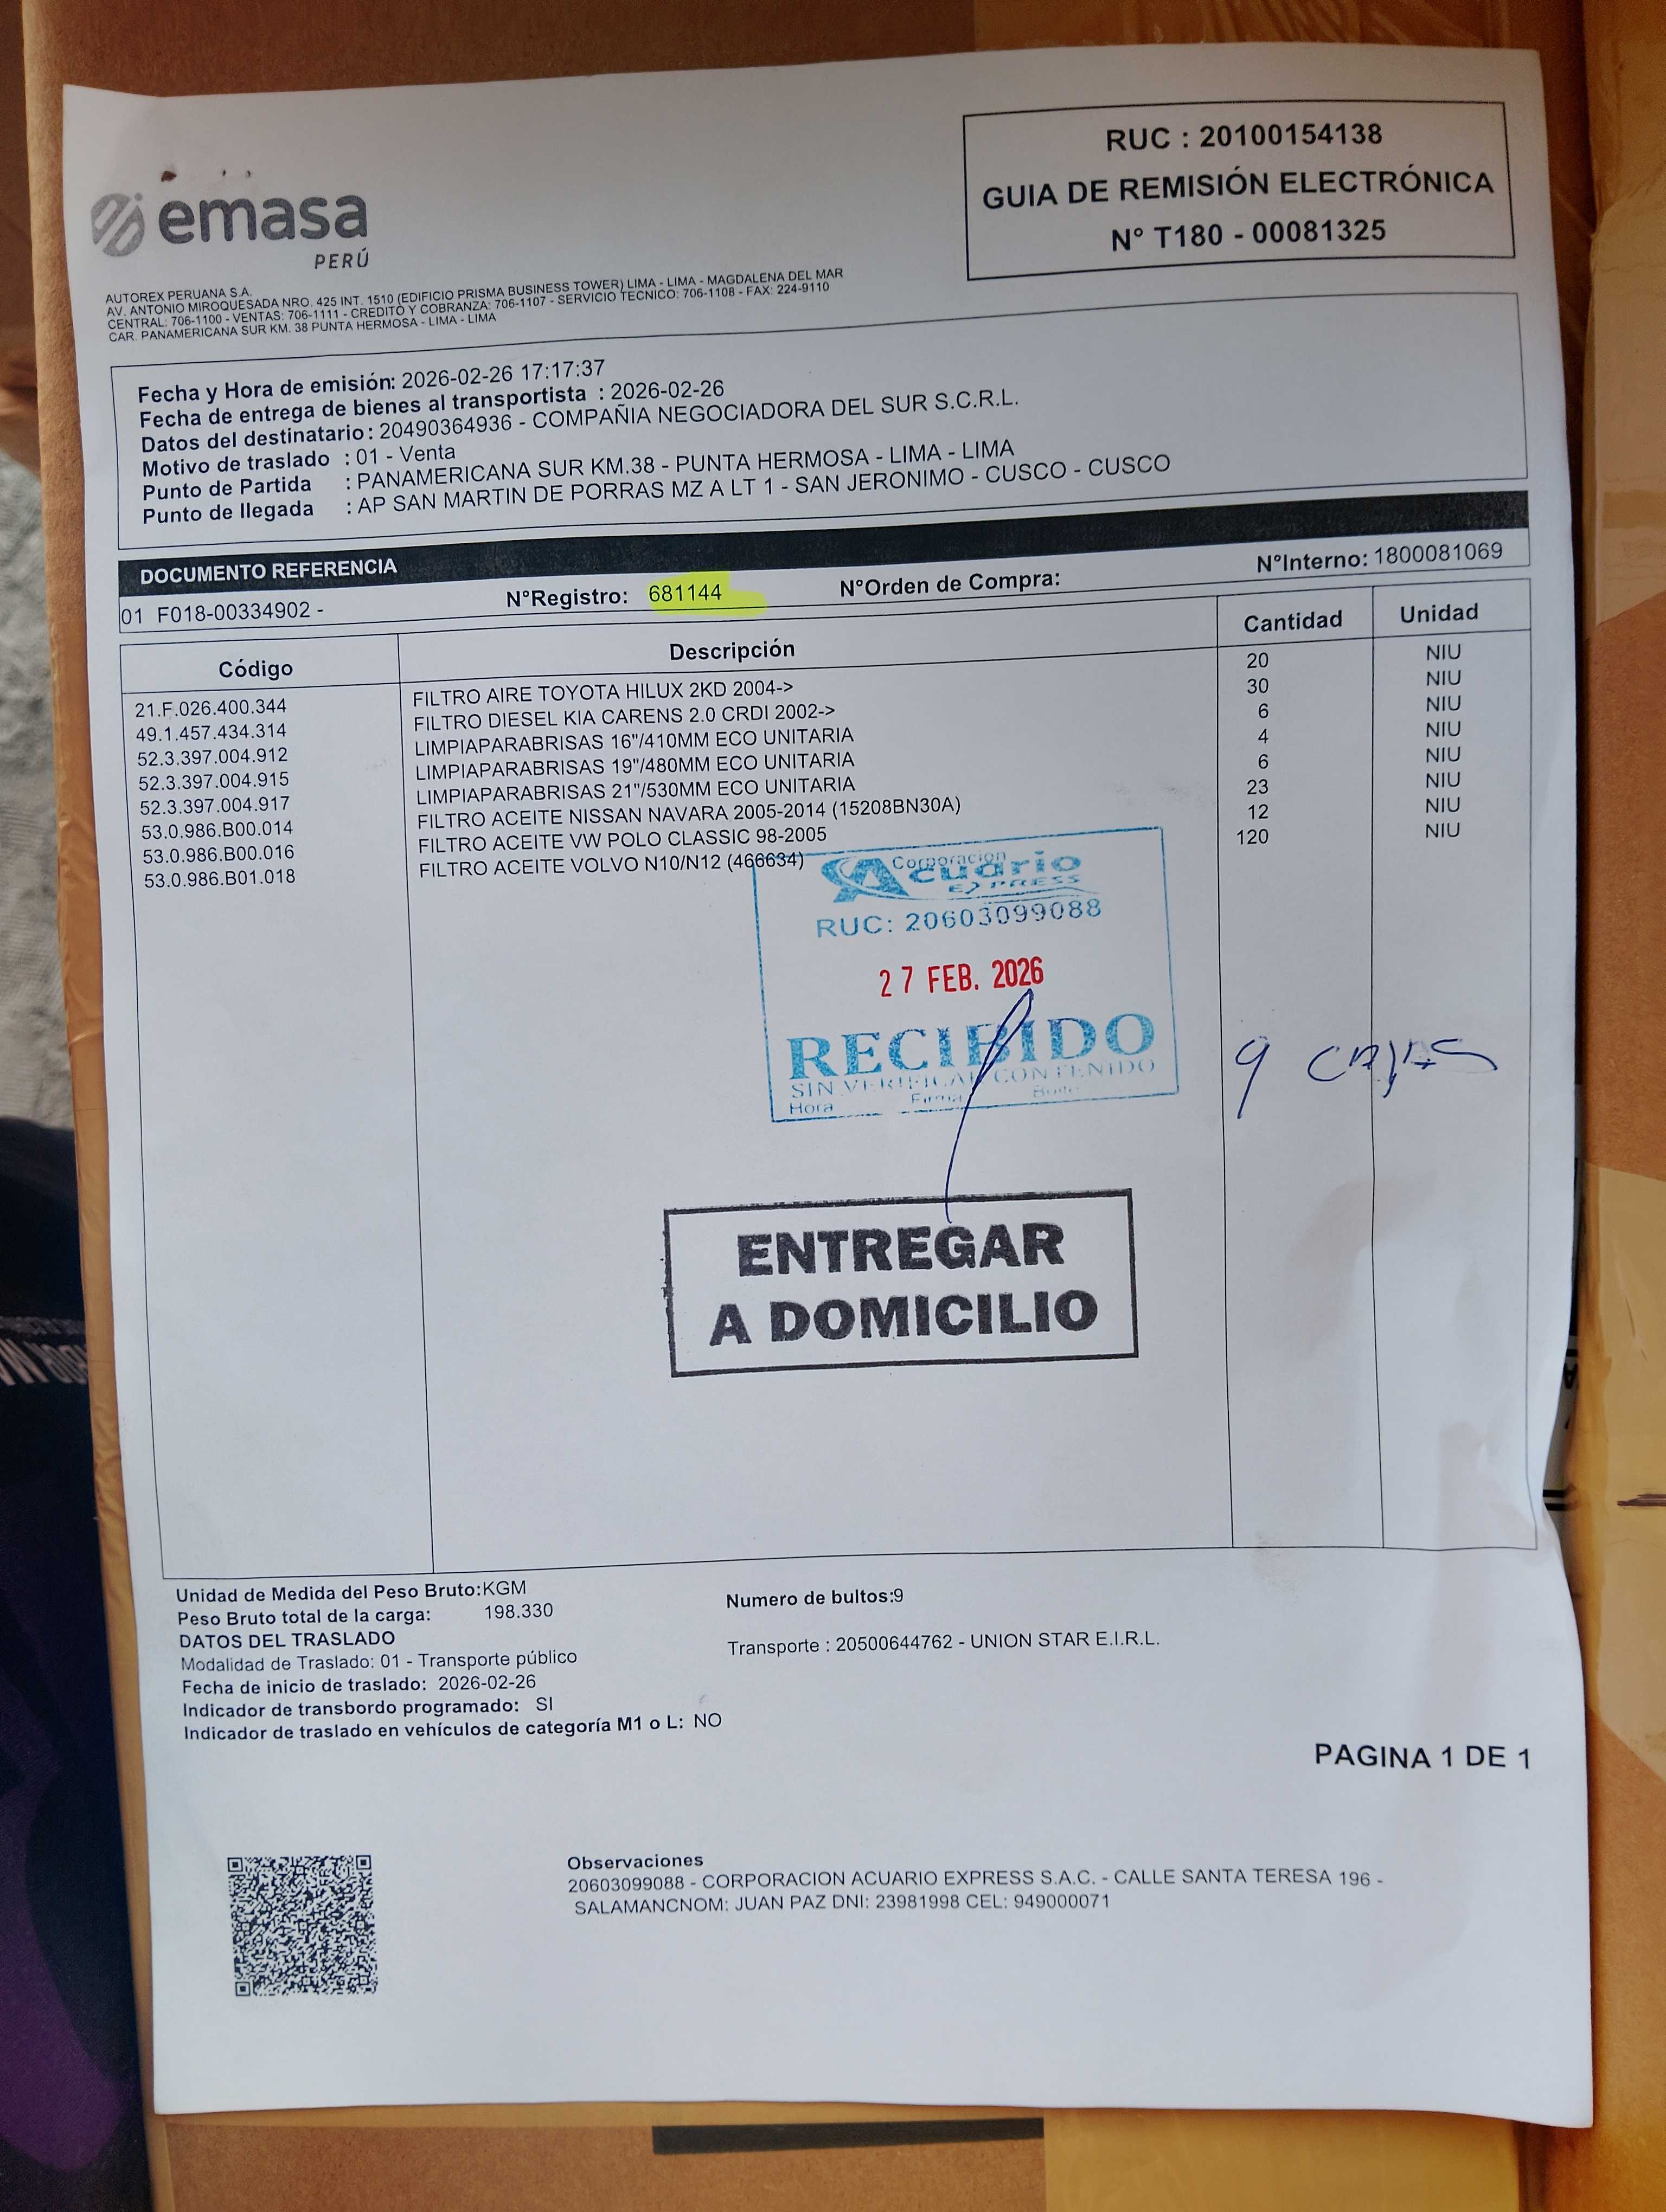 RUC : 20100154138
GUIA DE REMISIÓN ELECTRÓNICA
N° T180 - 00081325
emasa
PERÚ
AUTOREX PERUANA S.A.
AV. ANTONIO MIROQUESADA NRO. 425 INT. 1510 (EDIFICIO PRISMA BUSINESS TOWER) LIMA - LIMA - MAGDALENA DEL MAR
CENTRAL: 706-1100 - VENTAS: 706-1111 - CREDITO Y COBRANZA: 706-1107 - SERVICIO TECNICO: 706-1108 - FAX: 224-9110
CAR. PANAMERICANA SUR KM. 38 PUNTA HERMOSA - LIMA - LIMA
Fecha y Hora de emisión: 2026-02-26 17:17:37
Fecha de entrega de bienes al transportista : 2026-02-26
Datos del destinatario : 20490364936 - COMPAÑIA NEGOCIADORA DEL SUR S.C.R.L.
Motivo de traslado : 01 - Venta
Punto de Partida : PANAMERICANA SUR KM.38 - PUNTA HERMOSA - LIMA - LIMA
Punto de llegada : AP SAN MARTIN DE PORRAS MZ A LT 1 - SAN JERONIMO - CUSCO - CUSCO
DOCUMENTO REFERENCIA
01 F018-00334902 - N°Registro: 681144 N°Orden de Compra: N°Interno: 1800081069
Código Descripción Cantidad Unidad
21.F.026.400.344 FILTRO AIRE TOYOTA HILUX 2KD 2004-> 20 NIU
49.1.457.434.314 FILTRO DIESEL KIA CARENS 2.0 CRDI 2002-> 30 NIU
52.3.397.004.912 LIMPIAPARABRISAS 16"/410MM ECO UNITARIA 6 NIU
52.3.397.004.915 LIMPIAPARABRISAS 19"/480MM ECO UNITARIA 4 NIU
52.3.397.004.917 LIMPIAPARABRISAS 21"/530MM ECO UNITARIA 6 NIU
53.0.986.B00.014 FILTRO ACEITE NISSAN NAVARA 2005-2014 (15208BN30A) 23 NIU
53.0.986.B00.016 FILTRO ACEITE VW POLO CLASSIC 98-2005 12 NIU
53.0.986.B01.018 FILTRO ACEITE VOLVO N10/N12 (466634) 120 NIU
Corporación
Acuario
EXPRESS
RUC: 20603099088
27 FEB. 2026
RECIBIDO
SIN VERIFICAR CONTENIDO
Hora Firma
9 cajas
ENTREGAR
A DOMICILIO
Unidad de Medida del Peso Bruto:KGM
Peso Bruto total de la carga: 198.330
Numero de bultos:9
DATOS DEL TRASLADO
Modalidad de Traslado: 01 - Transporte público
Transporte : 20500644762 - UNION STAR E.I.R.L.
Fecha de inicio de traslado: 2026-02-26
Indicador de transbordo programado: SI
Indicador de traslado en vehículos de categoría M1 o L: NO
PAGINA 1 DE 1
Observaciones
20603099088 - CORPORACION ACUARIO EXPRESS S.A.C. - CALLE SANTA TERESA 196 -
SALAMANCNOM: JUAN PAZ DNI: 23981998 CEL: 949000071